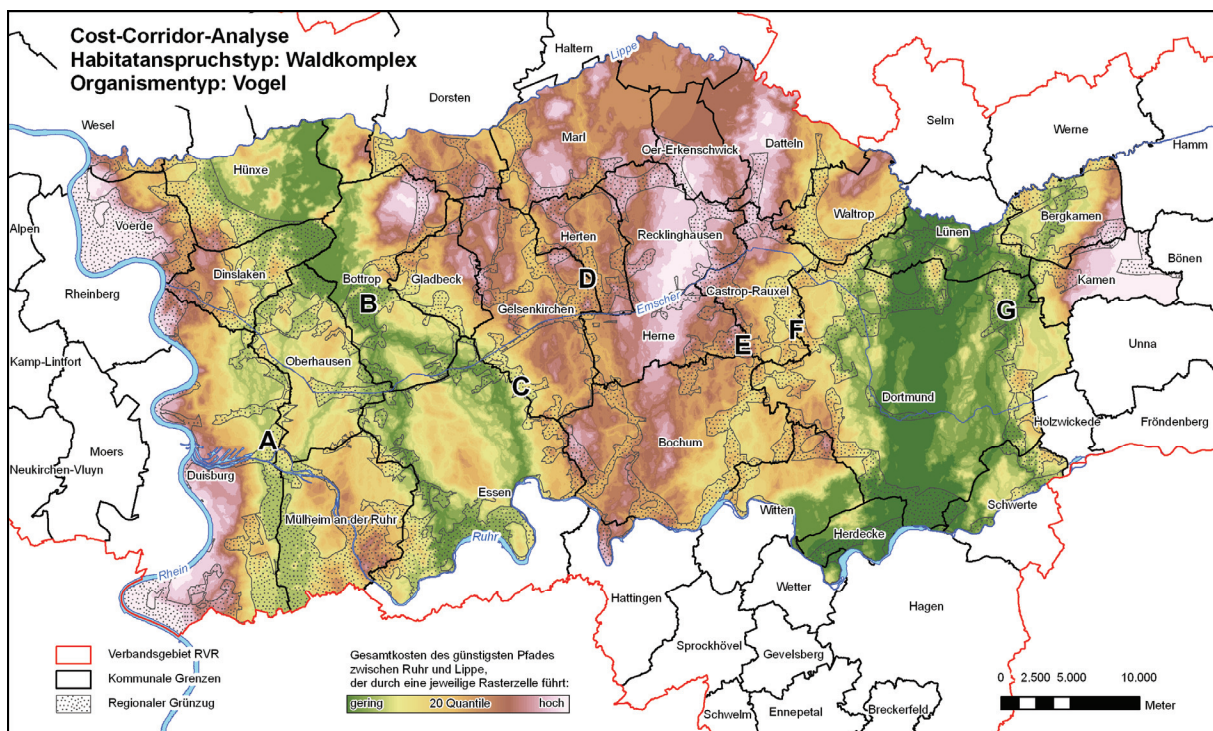 Cost-Corridor-Analyse
Habitatanspruchstyp: Waldkomplex
Organismentyp: Vogel
Haltern
Lippe
Dorsten
Wesel
Selm
Werne
Hamm
Marl
Oer-Erkenschwick
Datteln
Hünxe
Waltrop
Bergkamen
Voerde
Alpen
Herten
Recklinghausen
Lünen
Bönen
Dinslaken
Bottrop
Gladbeck
D
Kamen
Rheinberg
B
Gelsenkirchen
Emscher
Castrop-Rauxel
G
F
Herne
E
Unna
Oberhausen
Kamp-Lintfort
C
Dortmund
Holzwickede
Fröndenberg
A
Bochum
Moers
Neukirchen-Vluyn
Duisburg
Essen
Mülheim an der Ruhr
Witten
Schwerte
Herdecke
Ruhr
Rhein
Wetter
Hattingen
Hagen
Sprockhövel
Gevelsberg
Schwelm
Ennepetal
Breckerfeld
Verbandsgebiet RVR
Kommunale Grenzen
Regionaler Grünzug
Gesamtkosten des günstigsten Pfades
zwischen Ruhr und Lippe,
der durch eine jeweilige Rasterzelle führt:
gering 20 Quantile hoch
0 2.500 5.000 10.000
Meter